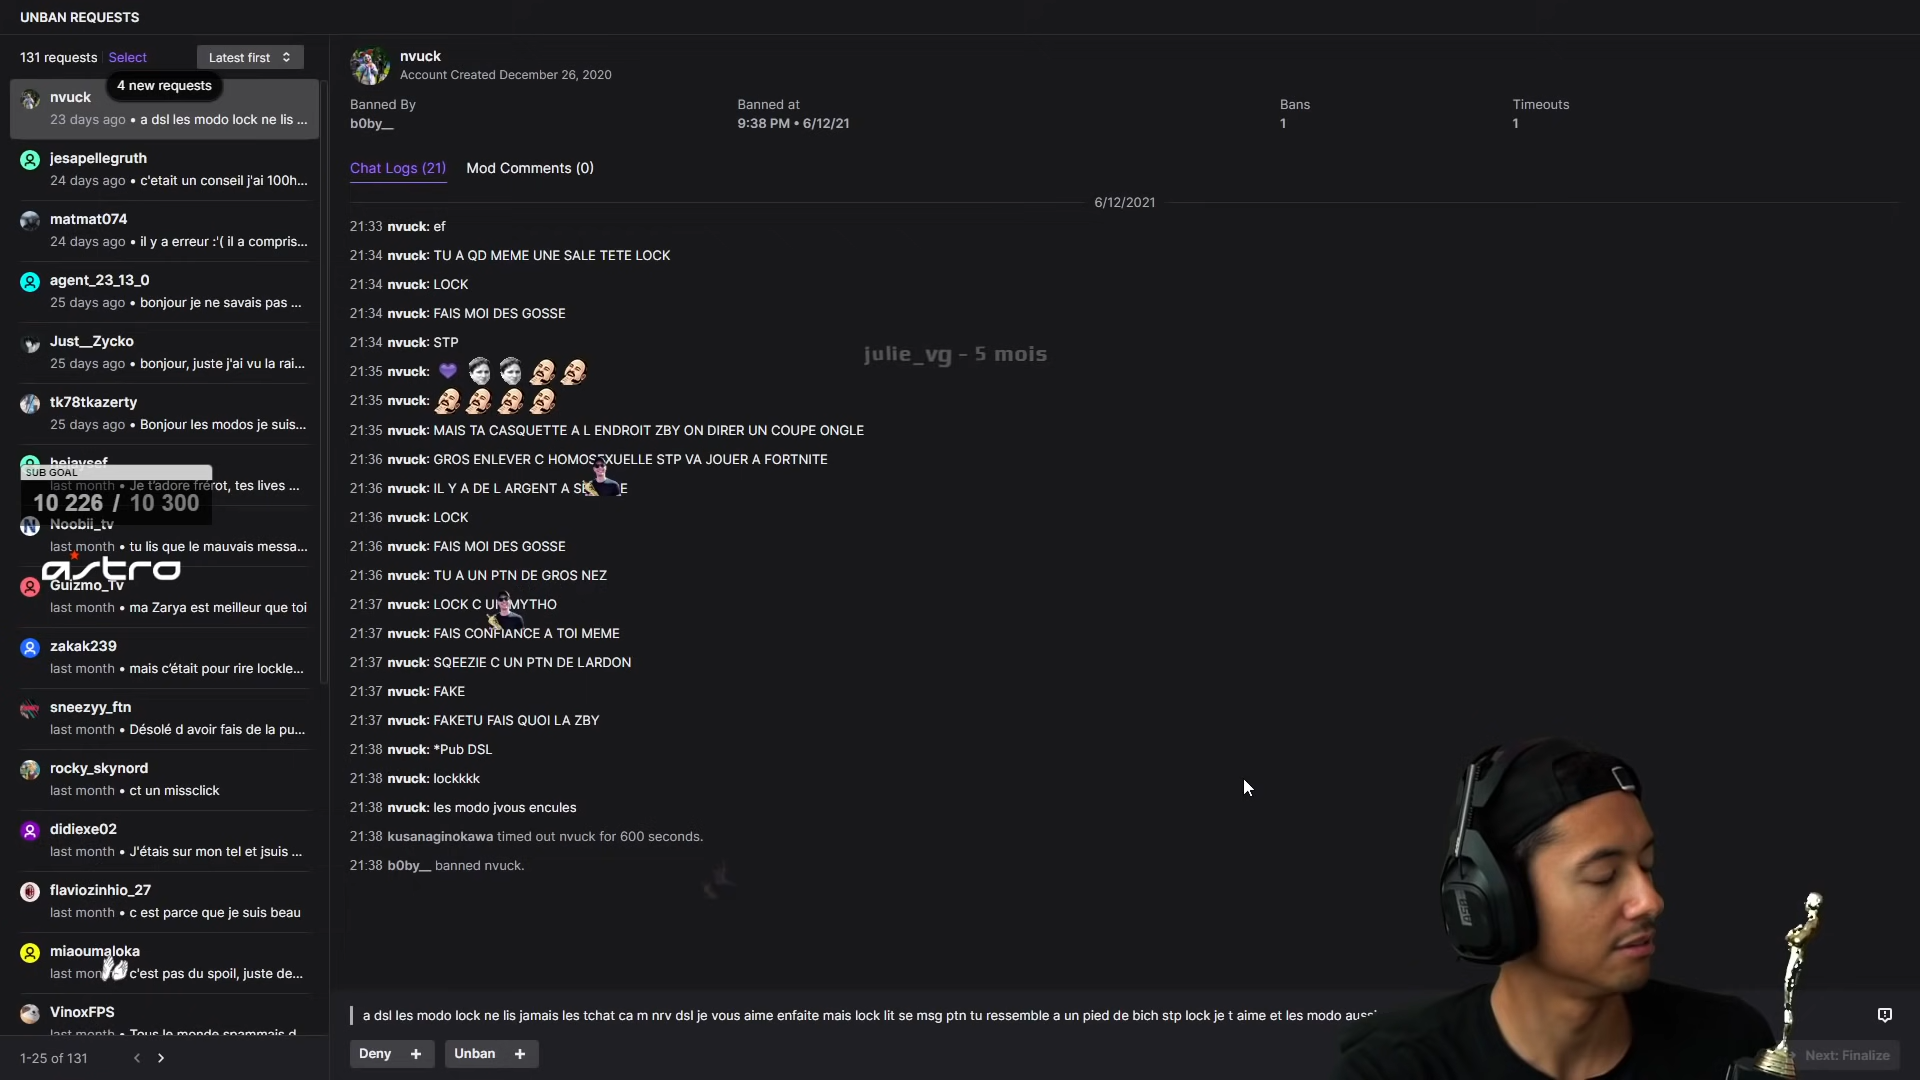 UNBAN REQUESTS
131 requests Select Latest first
4 new requests
nvuck
23 days ago • a dsl les modo lock ne lis ...
jesapellegruth
24 days ago • c'etait un conseil j'ai 100h...
matmat074
24 days ago • il y a erreur :'( il a compris...
agent_23_13_0
25 days ago • bonjour je ne savais pas ...
Just__Zycko
25 days ago • bonjour, juste j'ai vu la rai...
tk78tkazerty
25 days ago • Bonjour les modos je suis...
SUB GOAL
last month • Je t'adore frérot, tes lives ...
10 226 / 10 300
Noobii_tv
last month • tu lis que le mauvais messa...
astro
Guizmo_Tv
last month • ma Zarya est meilleur que toi
zakak239
last month • mais c'était pour rire lockle...
sneezyy_ftn
last month • Désolé d avoir fais de la pu...
rocky_skynord
last month • ct un missclick
didiexe02
last month • J'étais sur mon tel et jsuis ...
flaviozinhio_27
last month • c est parce que je suis beau
miaoumaloka
last mon c'est pas du spoil, juste de...
VinoxFPS
last month • Tous le monde spammais d
1-25 of 131
nvuck
Account Created December 26, 2020
Banned By Banned at Bans Timeouts
b0by__ 9:38 PM • 6/12/21 1 1
Chat Logs (21) Mod Comments (0)
6/12/2021
21:33 nvuck: ef
21:34 nvuck: TU A QD MEME UNE SALE TETE LOCK
21:34 nvuck: LOCK
21:34 nvuck: FAIS MOI DES GOSSE
21:34 nvuck: STP
julie_vg - 5 mois
21:35 nvuck:
21:35 nvuck:
21:35 nvuck: MAIS TA CASQUETTE A L ENDROIT ZBY ON DIRER UN COUPE ONGLE
21:36 nvuck: GROS ENLEVER C HOMOSEXUELLE STP VA JOUER A FORTNITE
21:36 nvuck: IL Y A DE L ARGENT A
21:36 nvuck: LOCK
21:36 nvuck: FAIS MOI DES GOSSE
21:36 nvuck: TU A UN PTN DE GROS NEZ
21:37 nvuck: LOCK C UN MYTHO
21:37 nvuck: FAIS CONFIANCE A TOI MEME
21:37 nvuck: SQEEZIE C UN PTN DE LARDON
21:37 nvuck: FAKE
21:37 nvuck: FAKETU FAIS QUOI LA ZBY
21:38 nvuck: *Pub DSL
21:38 nvuck: lockkkk
21:38 nvuck: les modo jvous encules
21:38 kusanaginokawa timed out nvuck for 600 seconds.
21:38 b0by__ banned nvuck.
a dsl les modo lock ne lis jamais les tchat ca m nrv dsl je vous aime enfaite mais lock lit se msg ptn tu ressemble a un pied de bich stp lock je t aime et les modo aussi
Deny + Unban + Next: Finalize